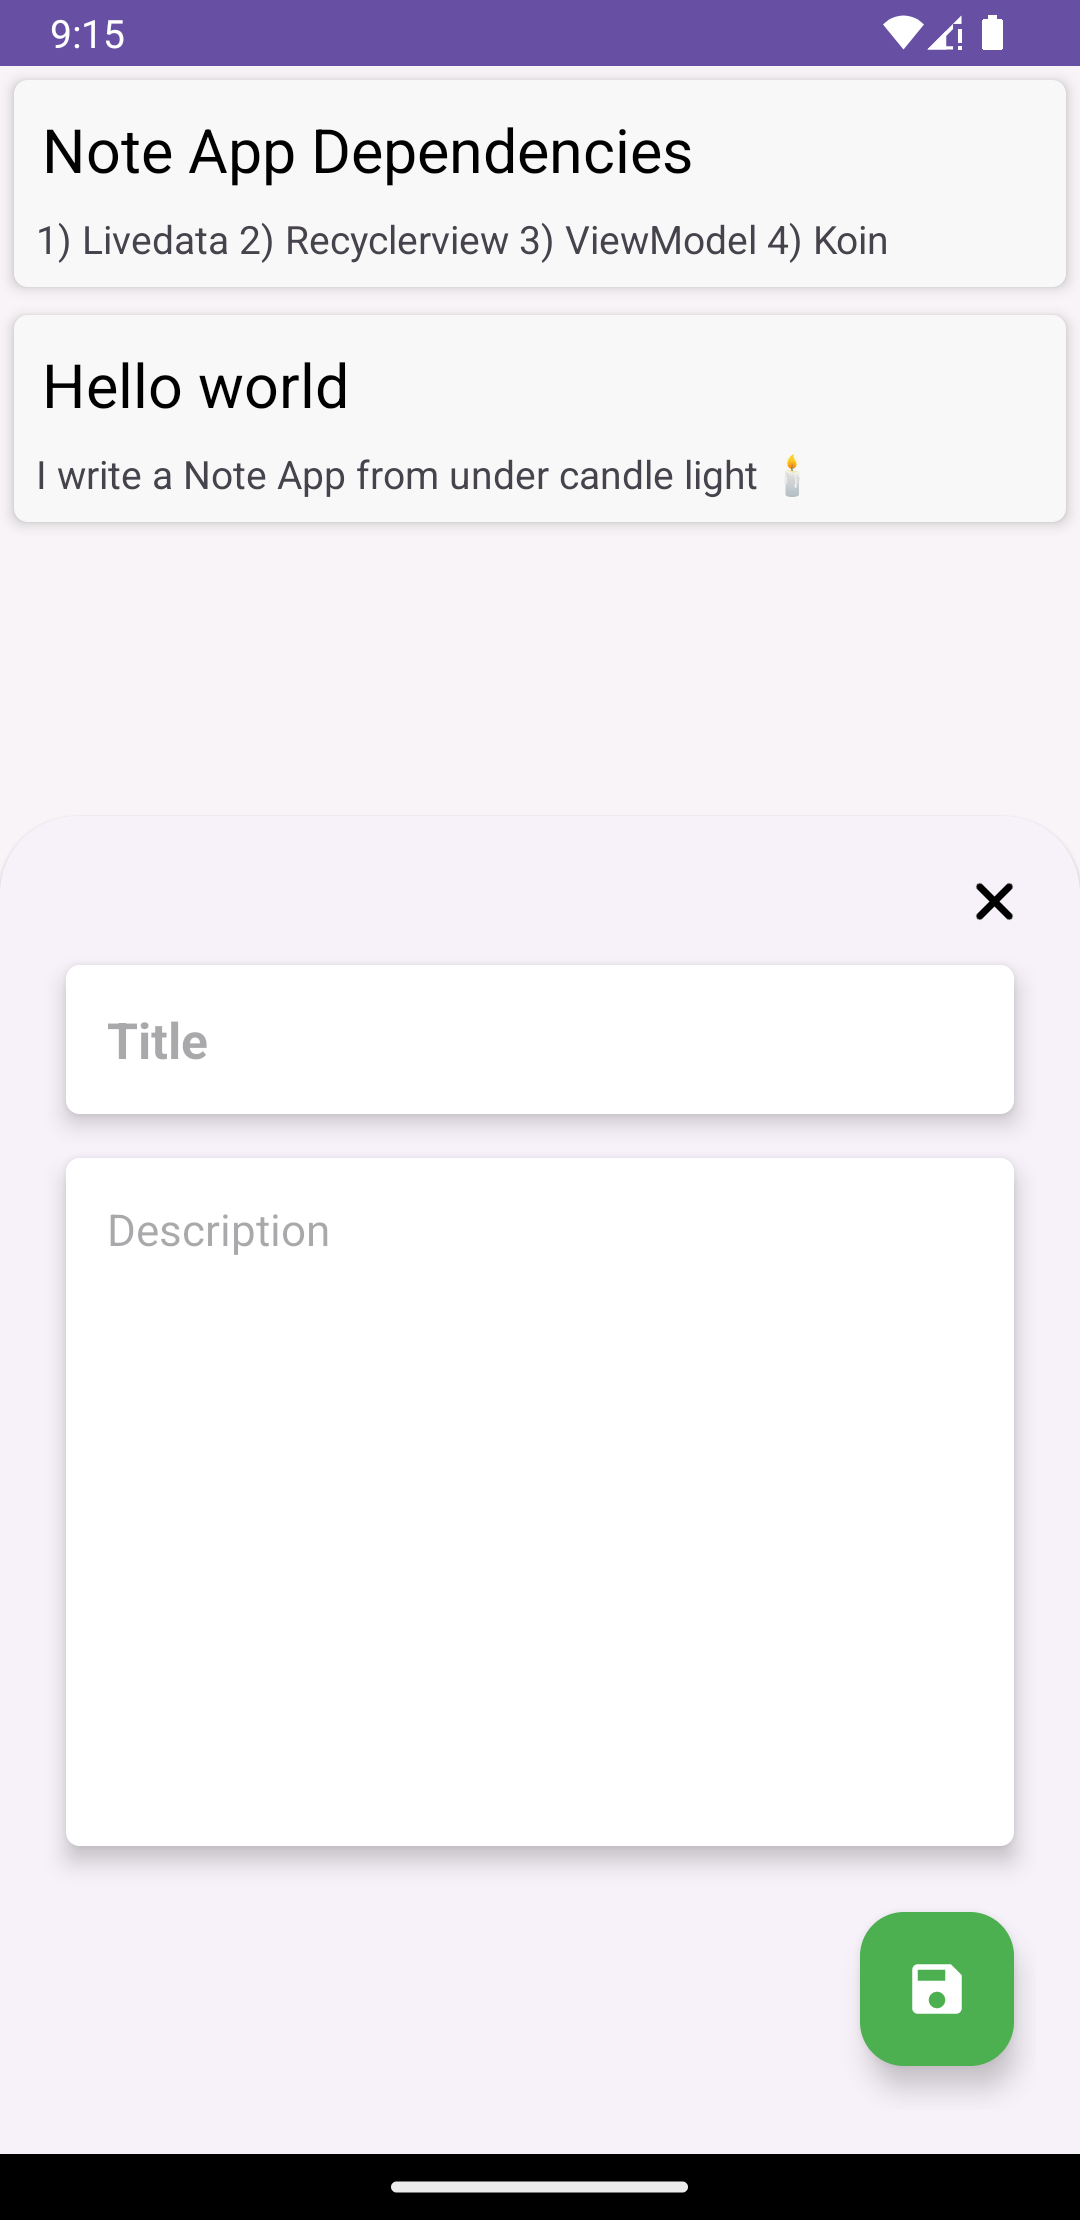 9:15
Note App Dependencies
1) Livedata 2) Recyclerview 3) ViewModel 4) Koin
Hello world
I write a Note App from under candle light 🕯️
Title
Description